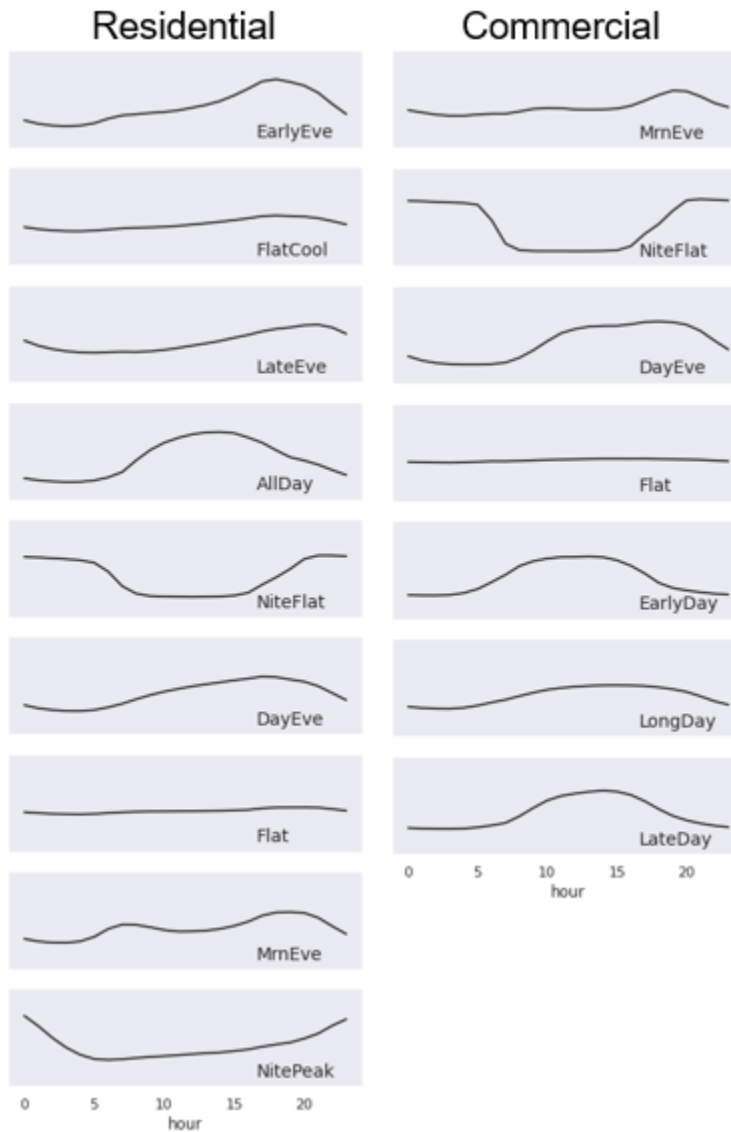 Residential
EarlyEve
FlatCool
LateEve
AllDay
NiteFlat
DayEve
Flat
MrnEve
NitePeak
0 5 10 15 20
hour
Commercial
MrnEve
NiteFlat
DayEve
Flat
EarlyDay
LongDay
LateDay
0 5 10 15 20
hour